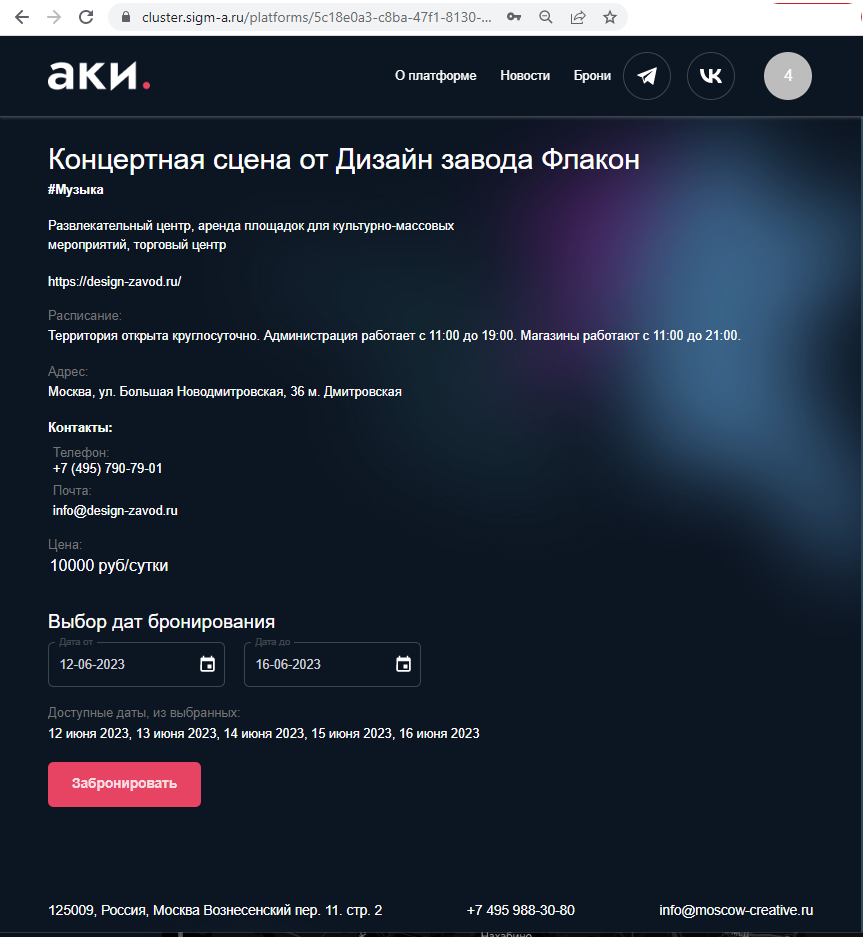 cluster.sigm-a.ru/platforms/5c18e0a3-c8ba-47f1-8130-...
аки.
О платформе Новости Брони 4
Концертная сцена от Дизайн завода Флакон
#Музыка
Развлекательный центр, аренда площадок для культурно-массовых
мероприятий, торговый центр
https://design-zavod.ru/
Расписание:
Территория открыта круглосуточно. Администрация работает с 11:00 до 19:00. Магазины работают с 11:00 до 21:00.
Адрес:
Москва, ул. Большая Новодмитровская, 36 м. Дмитровская
Контакты:
Телефон:
+7 (495) 790-79-01
Почта:
info@design-zavod.ru
Цена:
10000 руб/сутки
Выбор дат бронирования
Дата от Дата до
12-06-2023 16-06-2023
Доступные даты, из выбранных:
12 июня 2023, 13 июня 2023, 14 июня 2023, 15 июня 2023, 16 июня 2023
Забронировать
125009, Россия, Москва Вознесенский пер. 11. стр. 2 +7 495 988-30-80 info@moscow-creative.ru